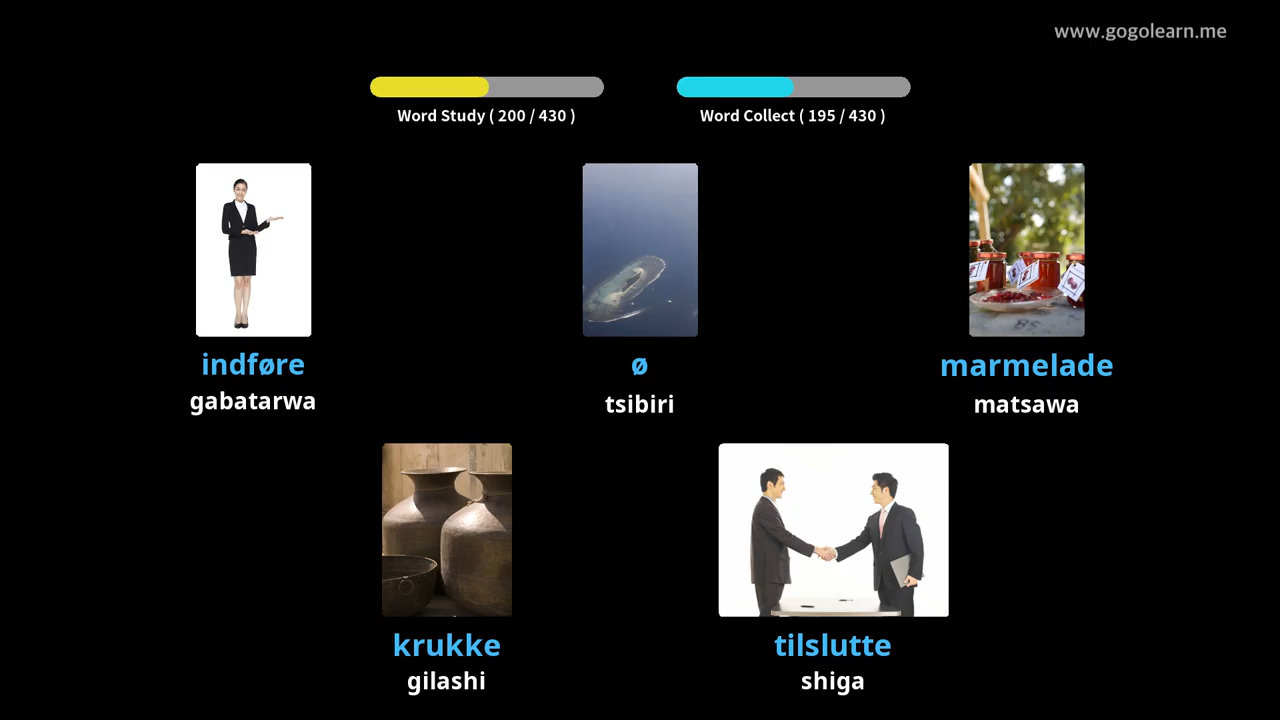 www.gogolearn.me
Word Study ( 200 / 430 )
Word Collect ( 195 / 430 )
indføre
gabatarwa
ø
tsibiri
marmelade
matsawa
krukke
gilashi
tilslutte
shiga